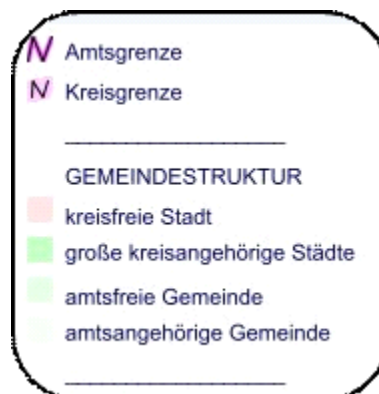 Amtsgrenze
Kreisgrenze
GEMEINDESTRUKTUR
kreisfreie Stadt
große kreisangehörige Städte
amtsfreie Gemeinde
amtsangehörige Gemeinde